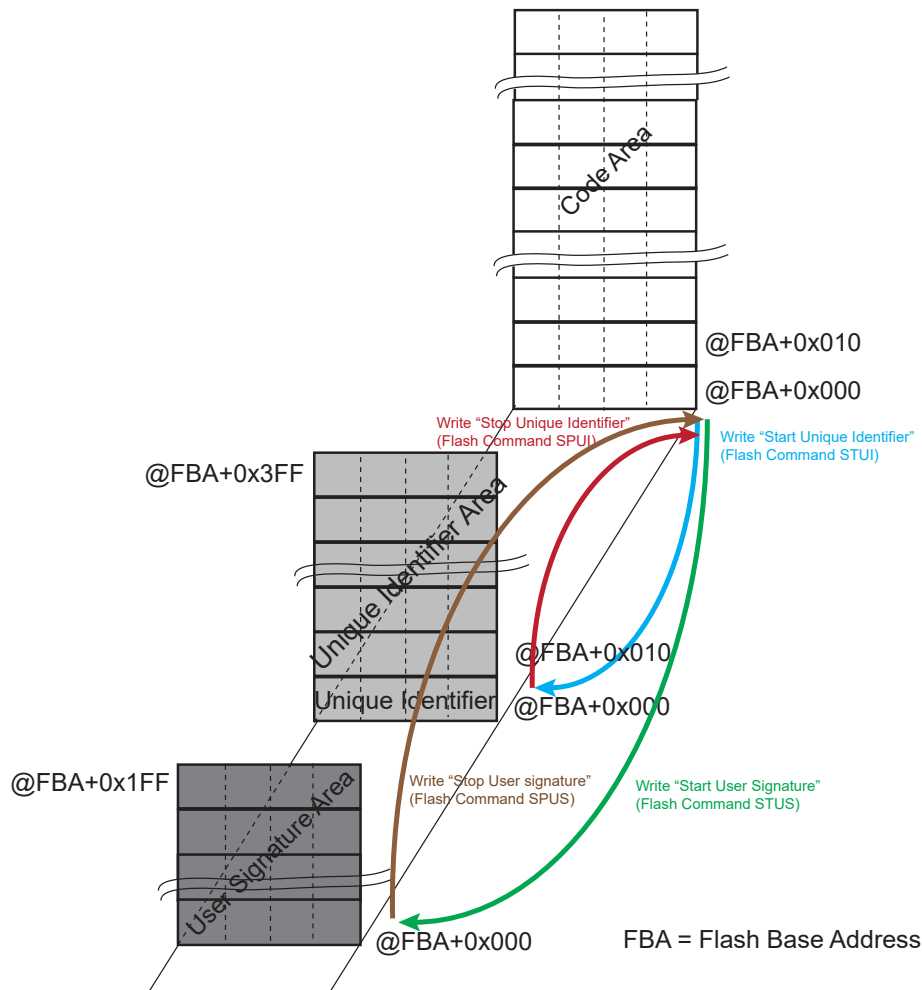 Code Area
@FBA+0x010
@FBA+0x000
Write “Stop Unique Identifier”
(Flash Command SPUI)
Write “Start Unique Identifier”
(Flash Command STUI)
@FBA+0x3FF
Unique Identifier Area
@FBA+0x010
Unique Identifier
@FBA+0x000
@FBA+0x1FF
User Signature Area
Write “Stop User signature”
(Flash Command SPUS)
Write “Start User Signature”
(Flash Command STUS)
@FBA+0x000
FBA = Flash Base Address